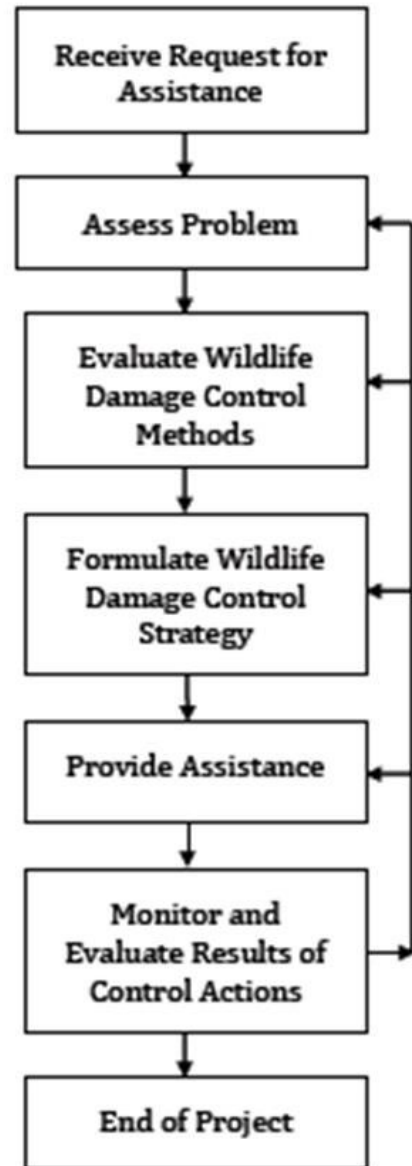 Receive Request for
Assistance
Assess Problem
Evaluate Wildlife
Damage Control
Methods
Formulate Wildlife
Damage Control
Strategy
Provide Assistance
Monitor and
Evaluate Results of
Control Actions
End of Project